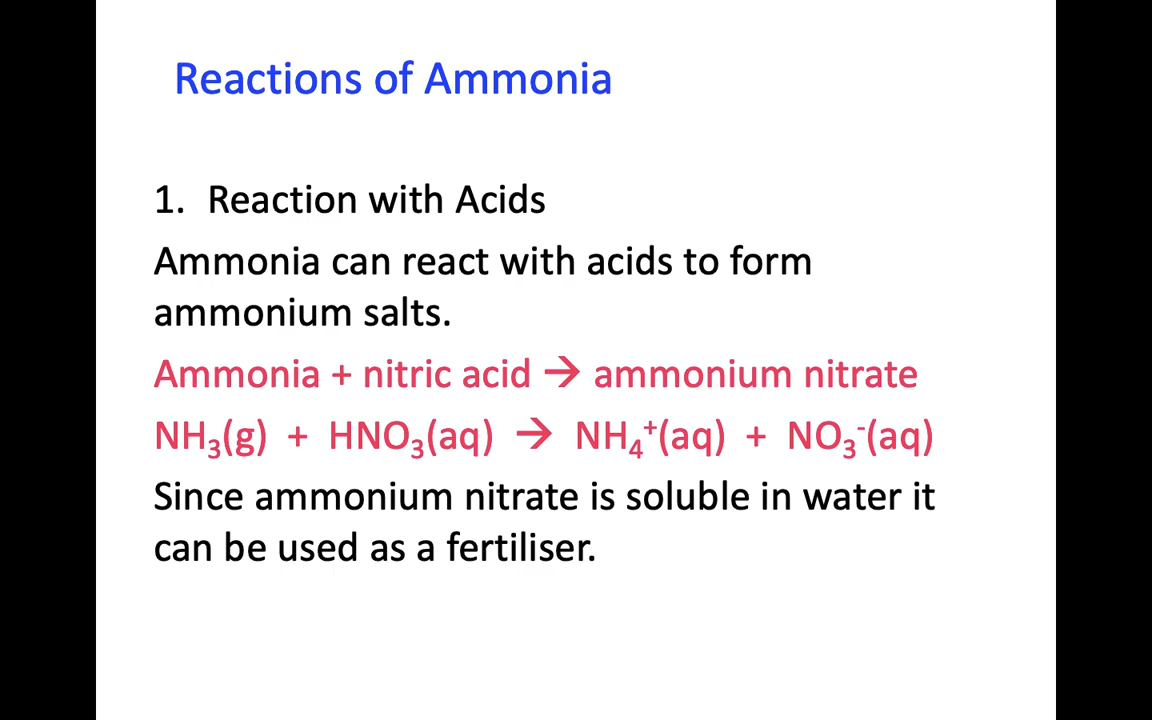 Reactions of Ammonia
1. Reaction with Acids
Ammonia can react with acids to form
ammonium salts.
Ammonia + nitric acid → ammonium nitrate
NH₃(g) + HNO₃(aq) → NH₄⁺(aq) + NO₃⁻(aq)
Since ammonium nitrate is soluble in water it
can be used as a fertiliser.